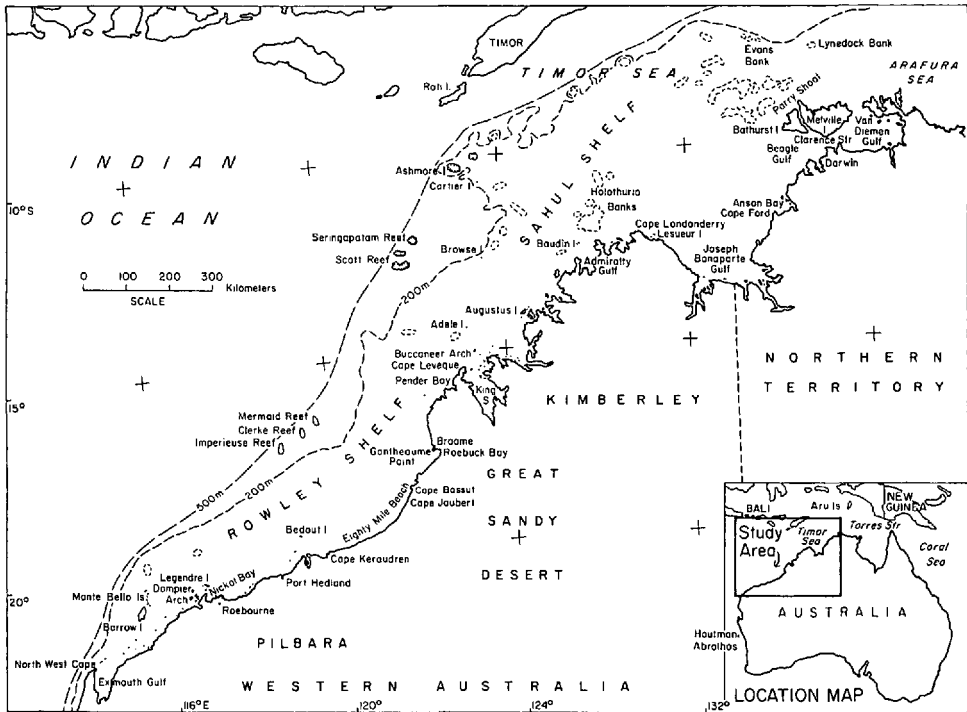 TIMOR
Roti I.
TIMOR SEA
Evans
Bank
Lynedock Bank
ARAFURA
SEA
Parry Shoal
Melville
I
Van
Diemen
Gulf
Bathurst I
Clarence Str
Beagle
Gulf
Darwin
INDIAN
OCEAN
10°S
Ashmore I
Cartier I
SAHUL SHELF
Holothuria
Banks
Anson Bay
Cape Ford
Cape Londonderry
Lesueur I
Seringapatam Reef
Scott Reef
Browse I
Baudin I
Admiralty
Gulf
Joseph
Bonaparte
Gulf
0 100 200 300 Kilometers
SCALE
200m
Augustus I
Adele I.
Buccaneer Arch
Cape Leveque
Pender Bay
King
S
KIMBERLEY
NORTHERN
TERRITORY
15°
Mermaid Reef
Clerke Reef
Imperieuse Reef
ROWLEY SHELF
Broome
Roebuck Bay
Gantheaume
Point
500m
200m
Cape Bossut
Cape Jaubert
Eighty Mile Beach
GREAT
SANDY
DESERT
Bedout I
Cape Keraudren
Port Hedland
Legendre I
Dampier
Arch
Nickol Bay
Monte Bello Is
Roebourne
Barrow I
20°
North West Cape
Exmouth Gulf
PILBARA
WESTERN AUSTRALIA
116°E
120°
124°
132°
BALI
Aru Is
NEW
GUINEA
Study
Area
Timor
Sea
Torres Str
Coral
Sea
AUSTRALIA
Houtman
Abrolhos
LOCATION MAP